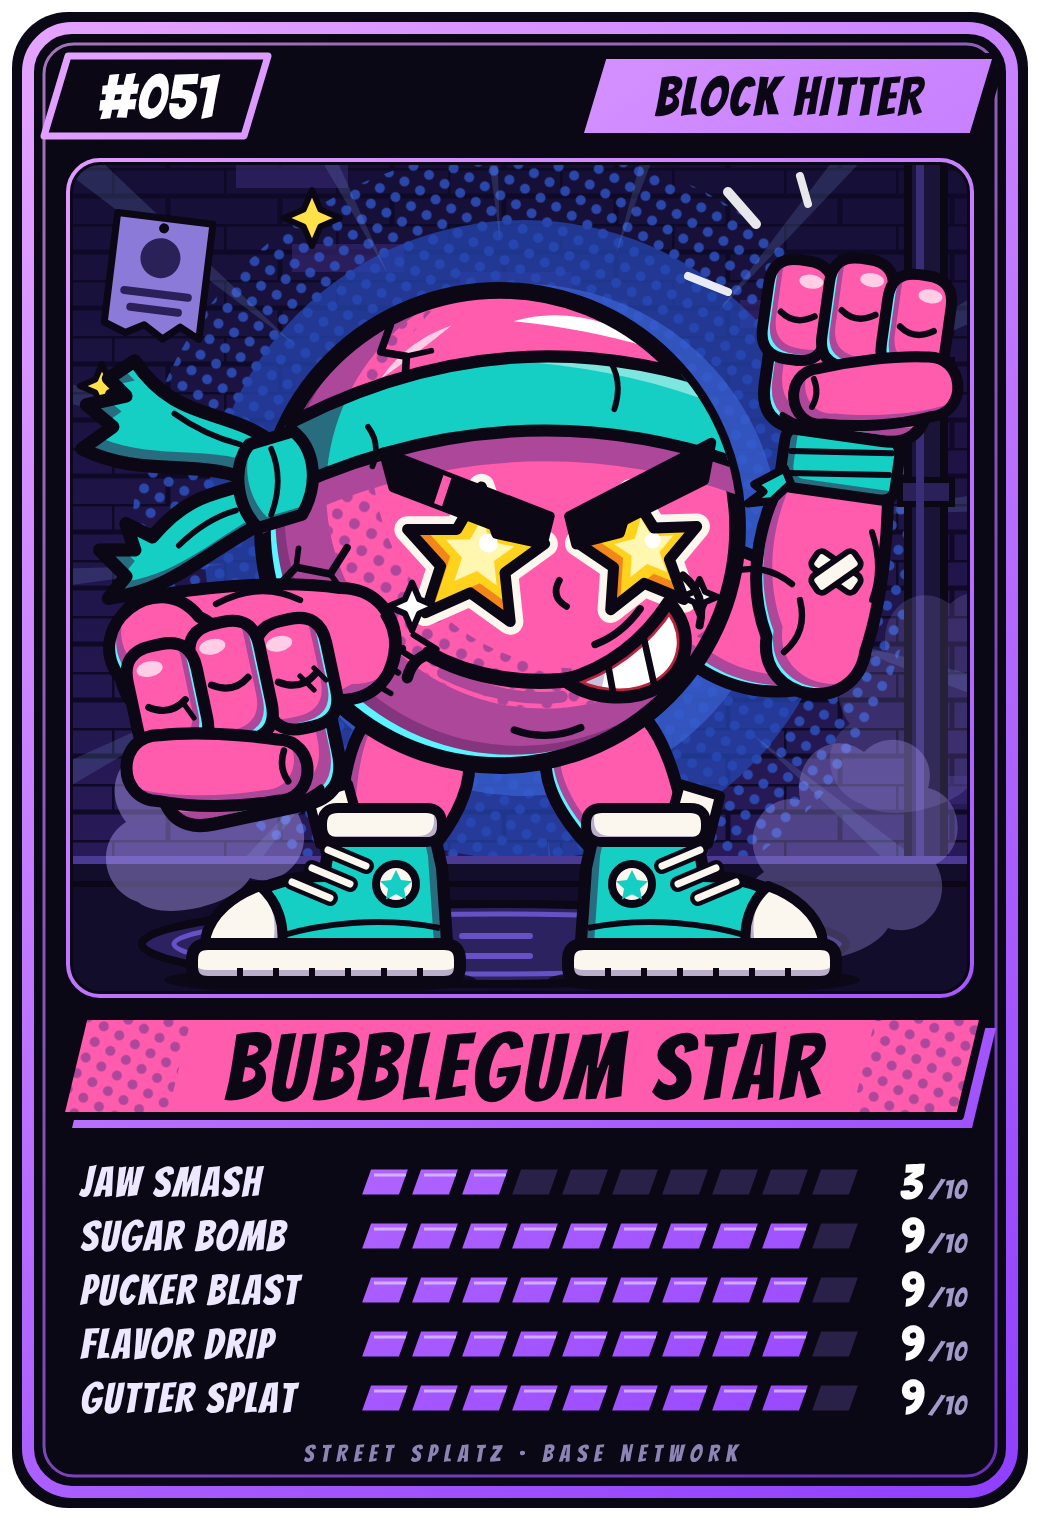 #051
BLOCK HITTER
BUBBLEGUM STAR
JAW SMASH 3/10
SUGAR BOMB 9/10
PUCKER BLAST 9/10
FLAVOR DRIP 9/10
GUTTER SPLAT 9/10
STREET SPLATZ · BASE NETWORK